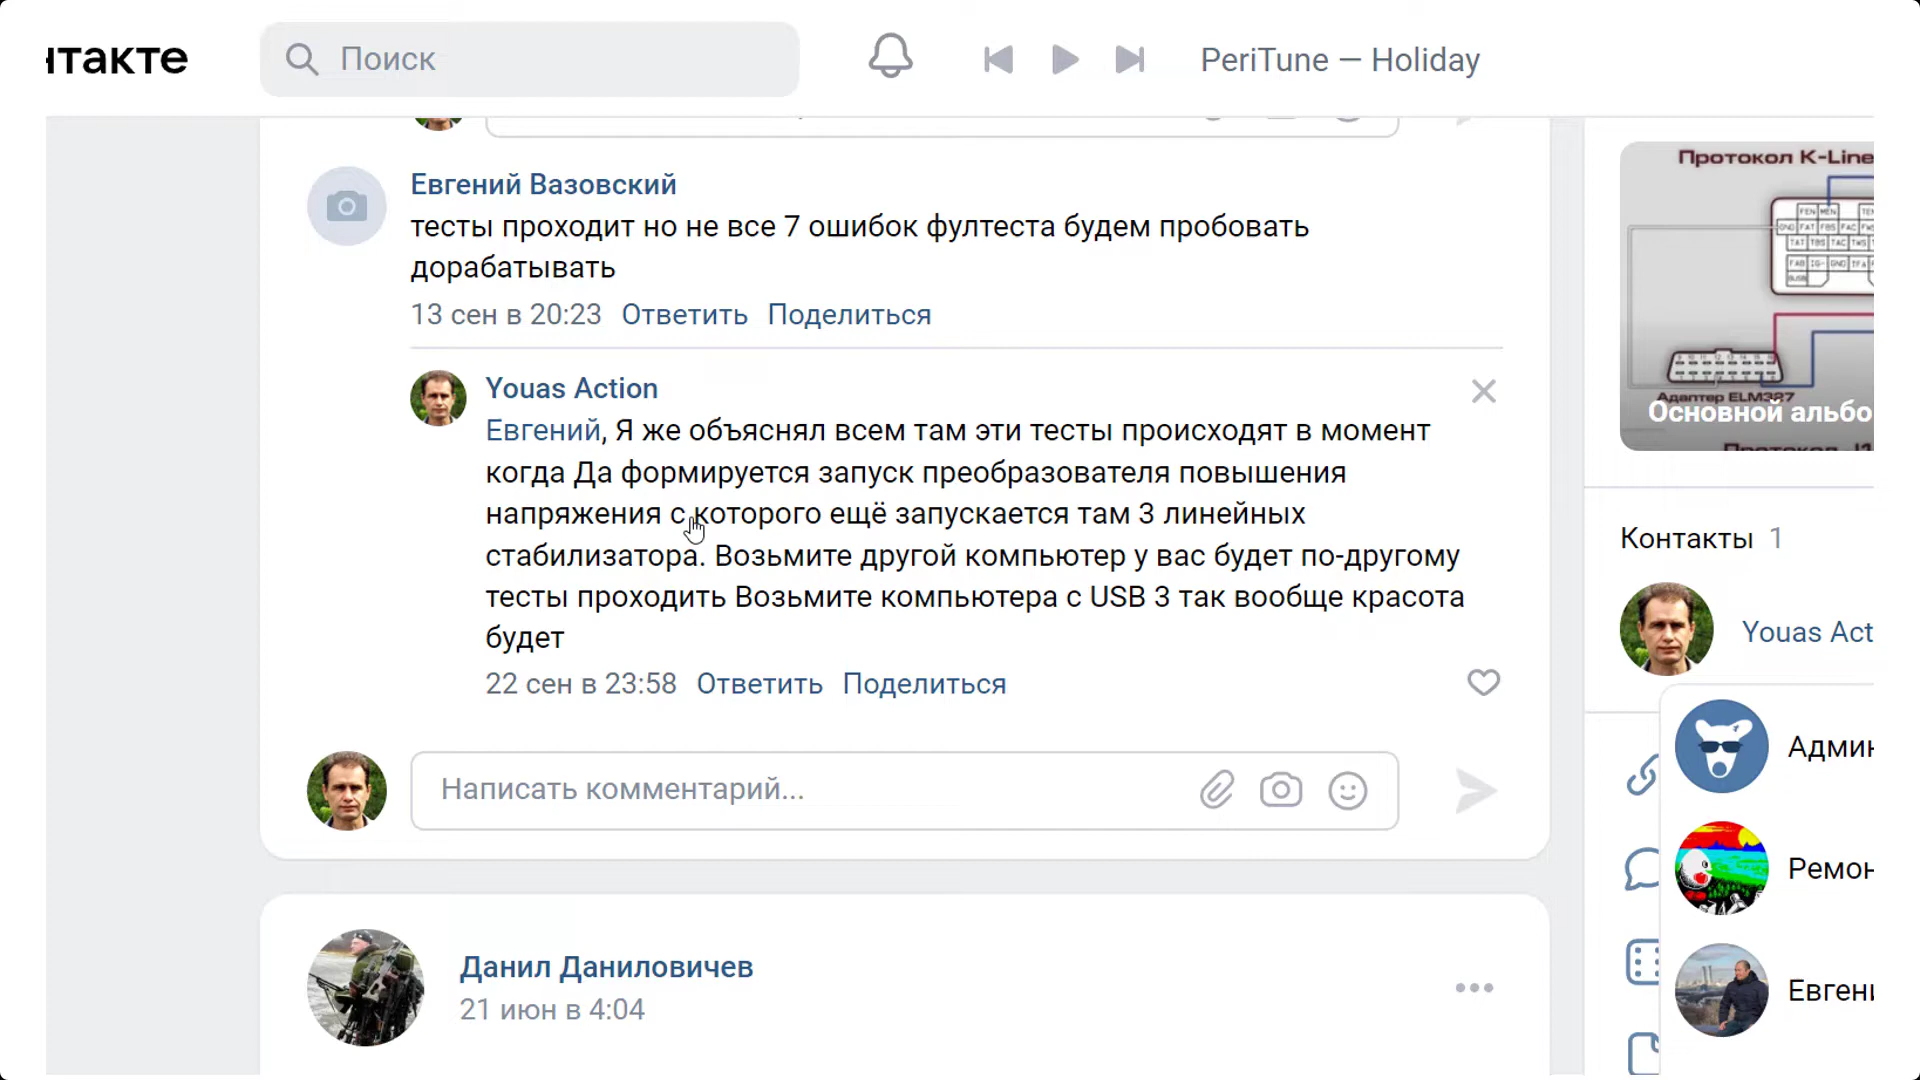 нтакте
Поиск
PeriTune — Holiday
Евгений Вазовский
тесты проходит но не все 7 ошибок фултеста будем пробовать
дорабатывать
13 сен в 20:23 Ответить Поделиться
Youas Action
Евгений, Я же объяснял всем там эти тесты происходят в момент
когда Да формируется запуск преобразователя повышения
напряжения с которого ещё запускается там 3 линейных
стабилизатора. Возьмите другой компьютер у вас будет по-другому
тесты проходить Возьмите компьютера с USB 3 так вообще красота
будет
22 сен в 23:58 Ответить Поделиться
Написать комментарий...
Данил Даниловичев
21 июн в 4:04
Протокол K-Line
Адаптер ELM327
Основной альбо
Контакты 1
Youas Act
Админ
Ремон
Евгени